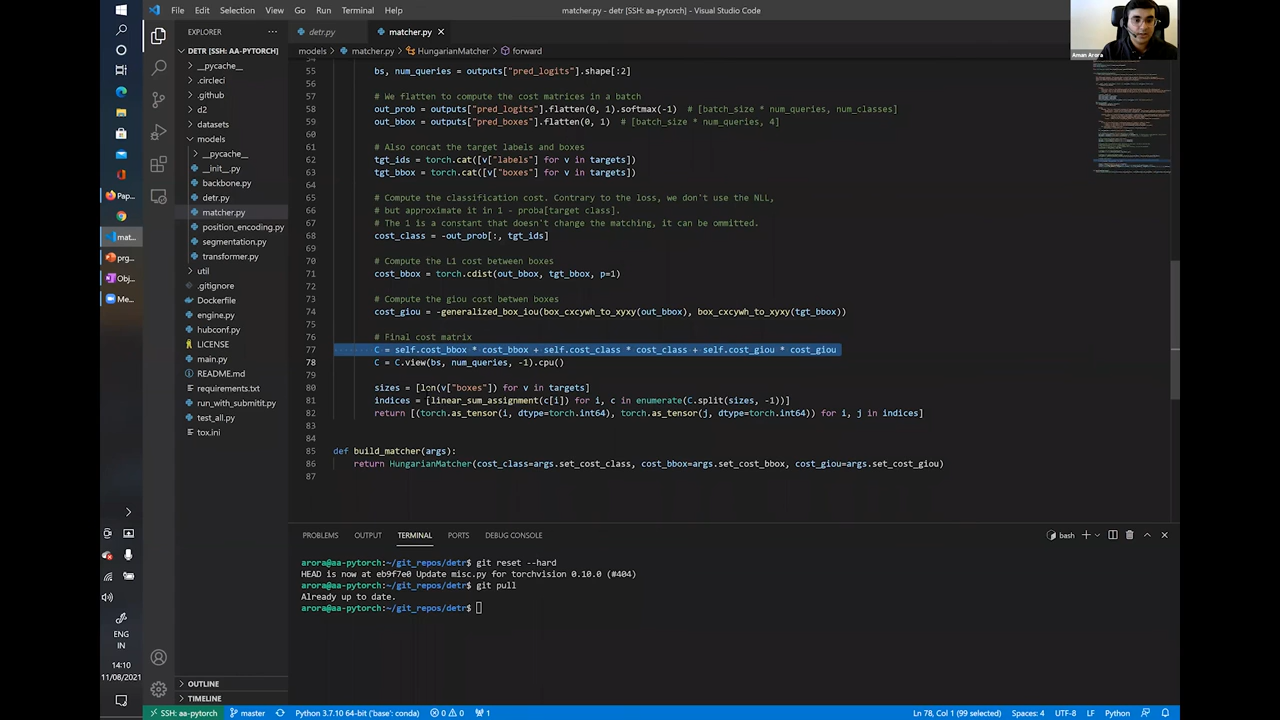 File Edit Selection View Go Run Terminal Help
matcher.py - detr [SSH: aa-pytorch] - Visual Studio Code
Aman Arora
EXPLORER
DETR [SSH: AA-PYTORCH]
__pycache__
.circleci
.github
d2
datasets
models
__pycache__
__init__.py
backbone.py
detr.py
matcher.py
position_encoding.py
segmentation.py
transformer.py
util
.gitignore
Dockerfile
engine.py
hubconf.py
LICENSE
main.py
README.md
requirements.txt
run_with_submitit.py
test_all.py
tox.ini
OUTLINE
TIMELINE
Pap...
mat...
prg...
Obj...
Me...
ENG
IN
14:10
11/08/2021
detr.py matcher.py
models > matcher.py > HungarianMatcher > forward
55 bs, num_queries = outputs["pred_logits"].shape[:2]
56
57 # We flatten to compute the cost matrices in a batch
58 out_prob = outputs["pred_logits"].flatten(0, 1).softmax(-1) # [batch_size * num_queries, num_classes]
59 out_bbox = outputs["pred_boxes"].flatten(0, 1) # [batch_size * num_queries, 4]
60
61 # Also concat the target labels and boxes
62 tgt_ids = torch.cat([v["labels"] for v in targets])
63 tgt_bbox = torch.cat([v["boxes"] for v in targets])
64
65 # Compute the classification cost. Contrary to the loss, we don't use the NLL,
66 # but approximate it in 1 - proba[target class].
67 # The 1 is a constant that doesn't change the matching, it can be ommitted.
68 cost_class = -out_prob[:, tgt_ids]
69
70 # Compute the L1 cost between boxes
71 cost_bbox = torch.cdist(out_bbox, tgt_bbox, p=1)
72
73 # Compute the giou cost betwen boxes
74 cost_giou = -generalized_box_iou(box_cxcywh_to_xyxy(out_bbox), box_cxcywh_to_xyxy(tgt_bbox))
75
76 # Final cost matrix
77 C = self.cost_bbox * cost_bbox + self.cost_class * cost_class + self.cost_giou * cost_giou
78 C = C.view(bs, num_queries, -1).cpu()
79
80 sizes = [len(v["boxes"]) for v in targets]
81 indices = [linear_sum_assignment(c[i]) for i, c in enumerate(C.split(sizes, -1))]
82 return [(torch.as_tensor(i, dtype=torch.int64), torch.as_tensor(j, dtype=torch.int64)) for i, j in indices]
83
84
85 def build_matcher(args):
86 return HungarianMatcher(cost_class=args.set_cost_class, cost_bbox=args.set_cost_bbox, cost_giou=args.set_cost_giou)
87
PROBLEMS OUTPUT TERMINAL PORTS DEBUG CONSOLE
bash
arora@aa-pytorch:~/git_repos/detr$ git reset --hard
HEAD is now at eb9f7e0 Update misc.py for torchvision 0.10.0 (#404)
arora@aa-pytorch:~/git_repos/detr$ git pull
Already up to date.
arora@aa-pytorch:~/git_repos/detr$
SSH: aa-pytorch master Python 3.7.10 64-bit ('base': conda) 0 0 1
Ln 78, Col 1 (99 selected) Spaces: 4 UTF-8 LF Python